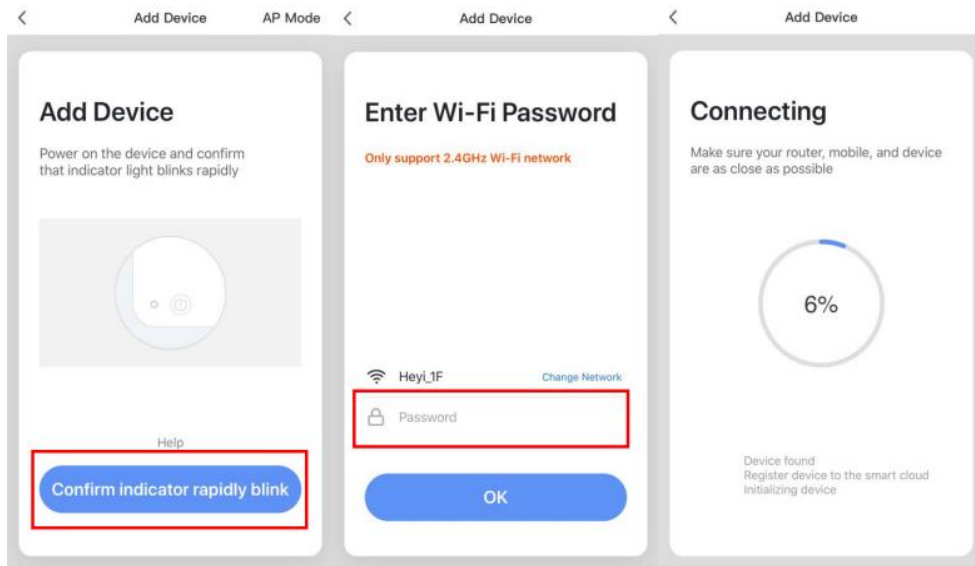 Add Device
AP Mode
Add Device
Power on the device and confirm
that indicator light blinks rapidly
Help
Confirm indicator rapidly blink
Add Device
Enter Wi-Fi Password
Only support 2.4GHz Wi-Fi network
Heyi_1F
Change Network
Password
OK
Add Device
Connecting
Make sure your router, mobile, and device
are as close as possible
6%
Device found
Register device to the smart cloud
Initializing device